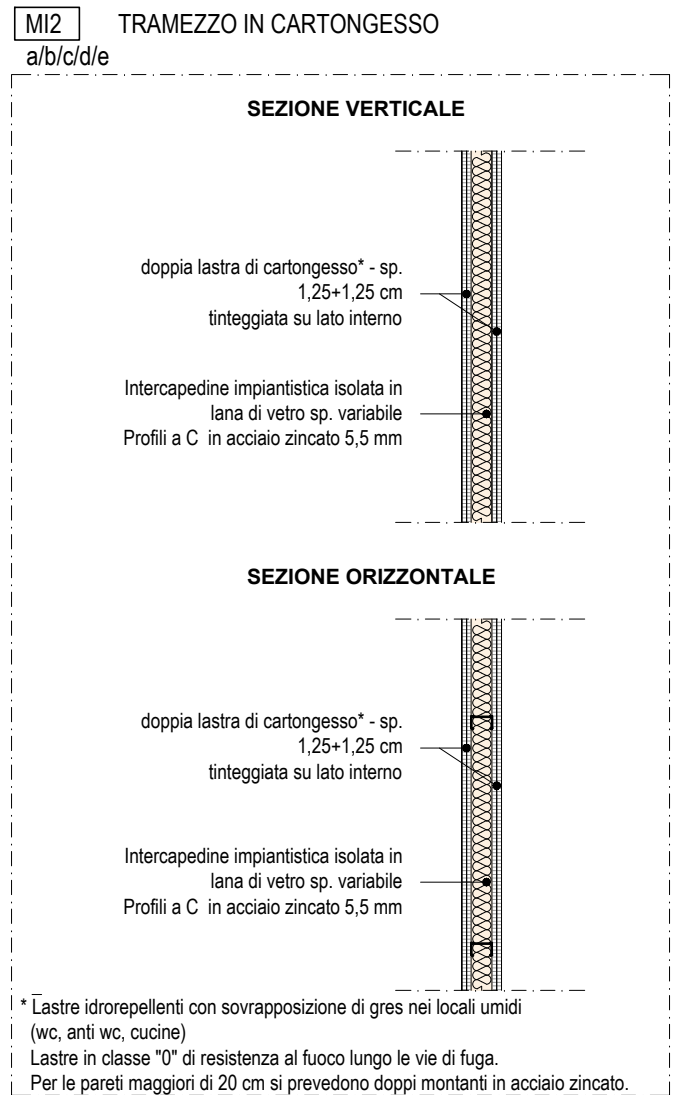 MI2 TRAMEZZO IN CARTONGESSO
a/b/c/d/e
SEZIONE VERTICALE
doppia lastra di cartongesso* - sp.
1,25+1,25 cm
tinteggiata su lato interno
Intercapedine impiantistica isolata in
lana di vetro sp. variabile
Profili a C in acciaio zincato 5,5 mm
SEZIONE ORIZZONTALE
doppia lastra di cartongesso* - sp.
1,25+1,25 cm
tinteggiata su lato interno
Intercapedine impiantistica isolata in
lana di vetro sp. variabile
Profili a C in acciaio zincato 5,5 mm
* Lastre idrorepellenti con sovrapposizione di gres nei locali umidi
(wc, anti wc, cucine)
Lastre in classe "0" di resistenza al fuoco lungo le vie di fuga.
Per le pareti maggiori di 20 cm si prevedono doppi montanti in acciaio zincato.